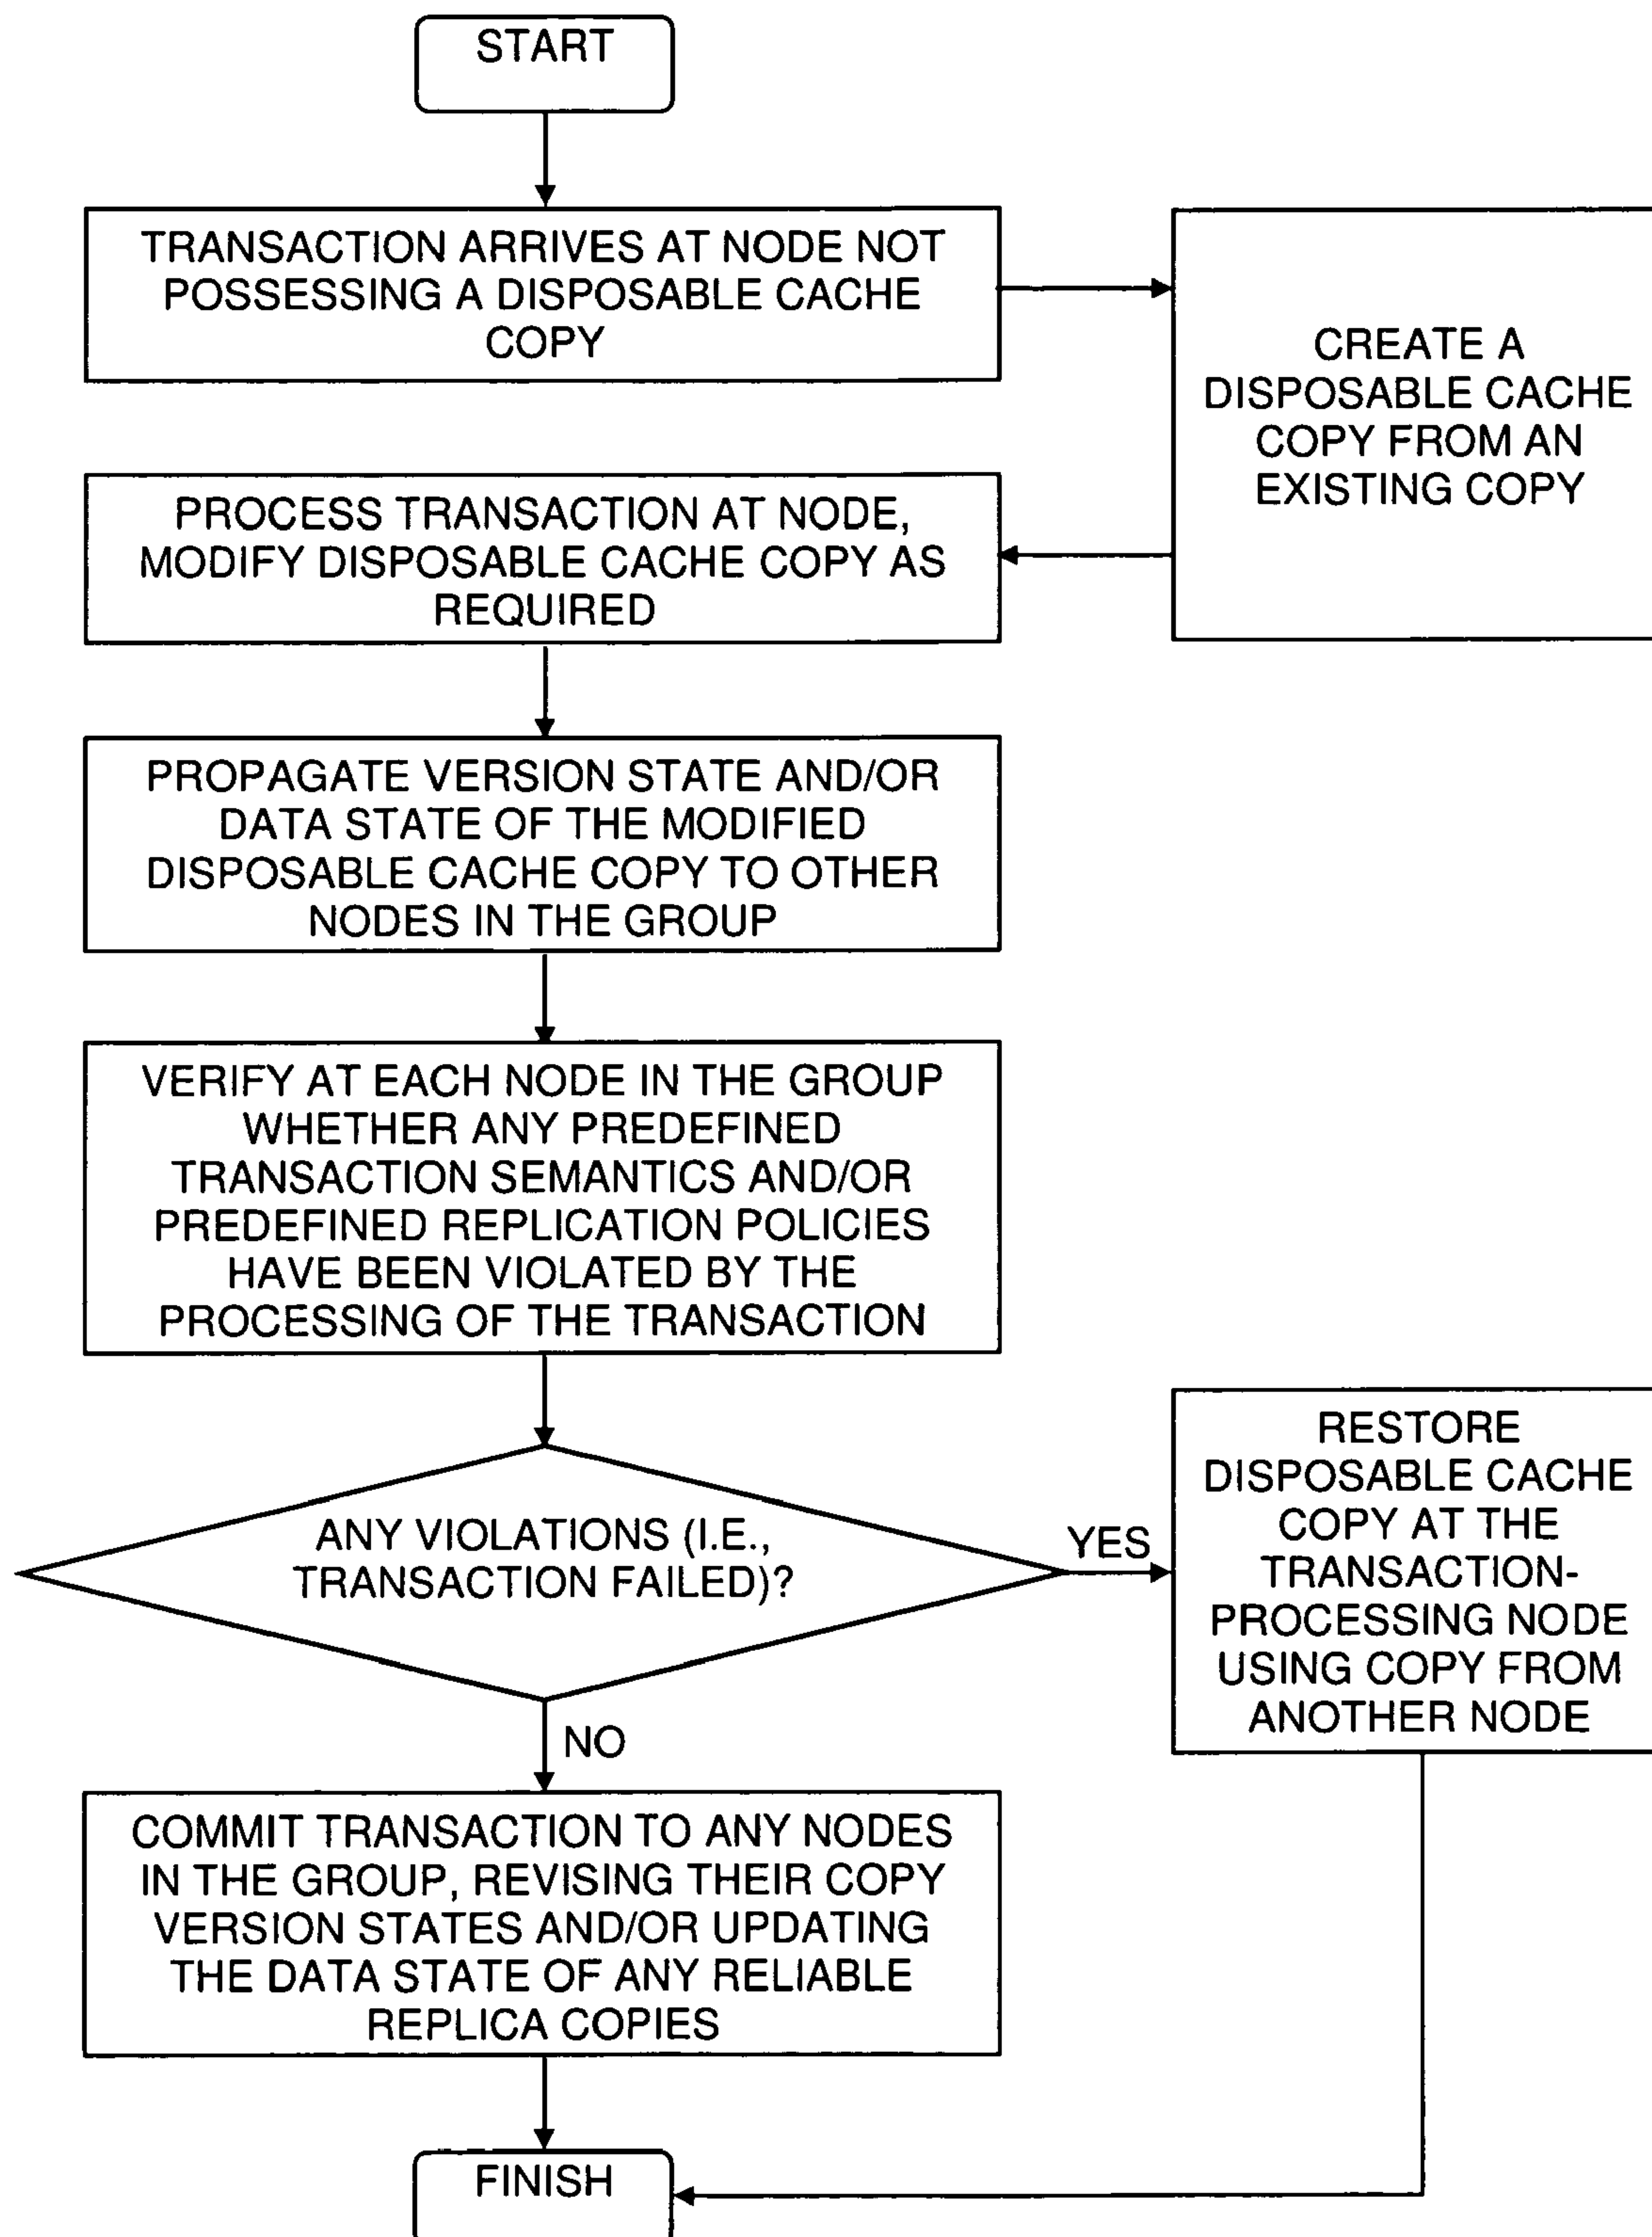 START
TRANSACTION ARRIVES AT NODE NOT
POSSESSING A DISPOSABLE CACHE
COPY
CREATE A
DISPOSABLE CACHE
COPY FROM AN
EXISTING COPY
PROCESS TRANSACTION AT NODE,
MODIFY DISPOSABLE CACHE COPY AS
REQUIRED
PROPAGATE VERSION STATE AND/OR
DATA STATE OF THE MODIFIED
DISPOSABLE CACHE COPY TO OTHER
NODES IN THE GROUP
VERIFY AT EACH NODE IN THE GROUP
WHETHER ANY PREDEFINED
TRANSACTION SEMANTICS AND/OR
PREDEFINED REPLICATION POLICIES
HAVE BEEN VIOLATED BY THE
PROCESSING OF THE TRANSACTION
ANY VIOLATIONS (I.E.,
TRANSACTION FAILED)?
YES
RESTORE
DISPOSABLE CACHE
COPY AT THE
TRANSACTION-
PROCESSING NODE
USING COPY FROM
ANOTHER NODE
NO
COMMIT TRANSACTION TO ANY NODES
IN THE GROUP, REVISING THEIR COPY
VERSION STATES AND/OR UPDATING
THE DATA STATE OF ANY RELIABLE
REPLICA COPIES
FINISH